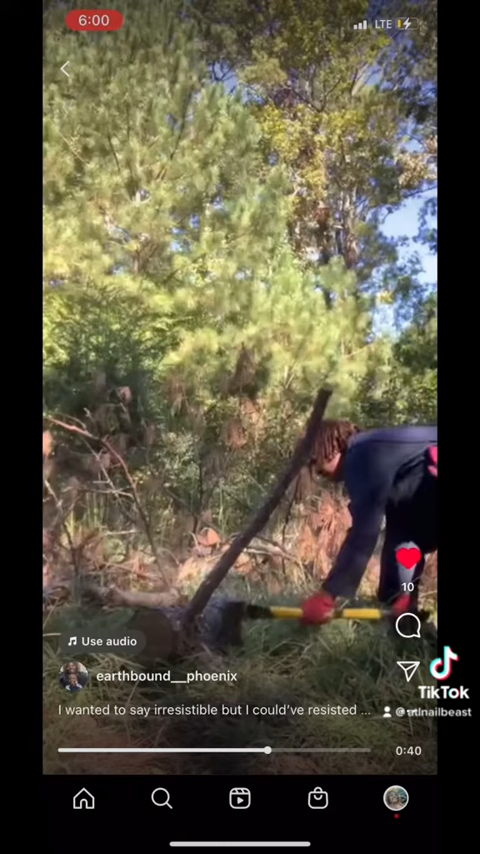 6:00
LTE
Use audio
earthbound__phoenix
I wanted to say irresistible but I could've resisted ...
10
TikTok
0:40